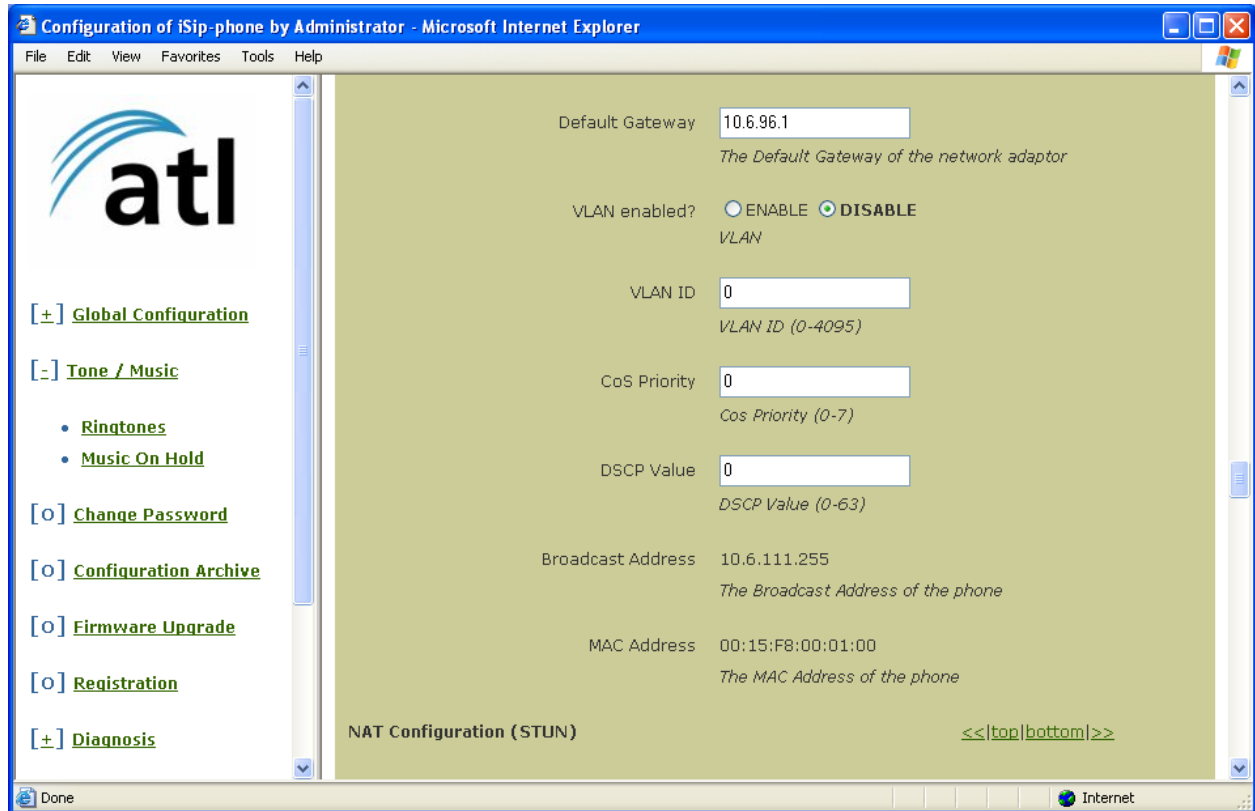 Configuration of iSip-phone by Administrator - Microsoft Internet Explorer
File Edit View Favorites Tools Help
atl
[+] Global Configuration
[-] Tone / Music
• Ringtones
• Music On Hold
[O] Change Password
[O] Configuration Archive
[O] Firmware Upgrade
[O] Registration
[+] Diagnosis
Default Gateway 10.6.96.1
The Default Gateway of the network adaptor
VLAN enabled? ENABLE DISABLE
VLAN
VLAN ID 0
VLAN ID (0-4095)
CoS Priority 0
Cos Priority (0-7)
DSCP Value 0
DSCP Value (0-63)
Broadcast Address 10.6.111.255
The Broadcast Address of the phone
MAC Address 00:15:F8:00:01:00
The MAC Address of the phone
NAT Configuration (STUN) <<|top|bottom|>>
Done Internet